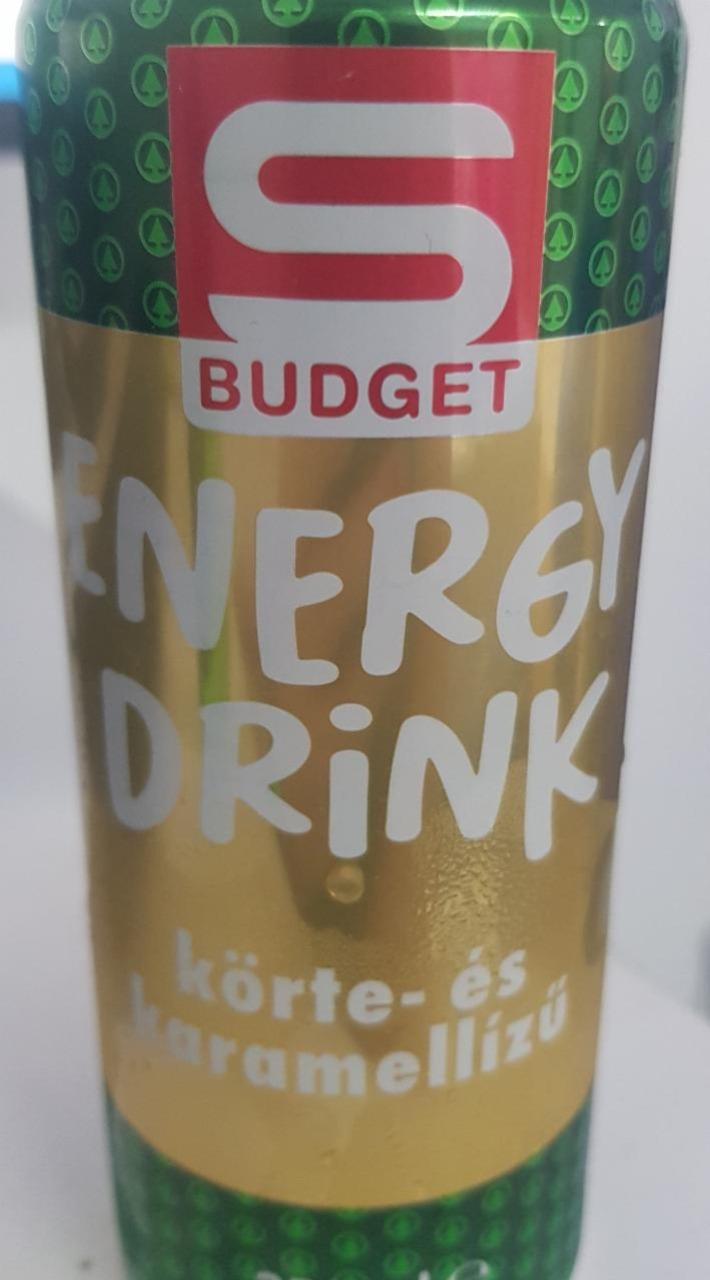 S
BUDGET
ENERGY
DRiNK
körte- és
karamellízű